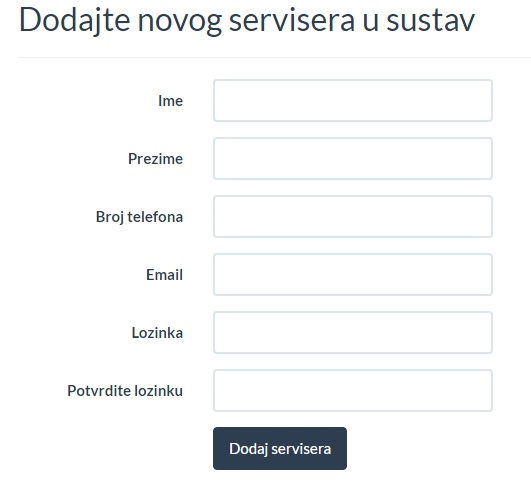 Dodajte novog servisera u sustav
Ime
Prezime
Broj telefona
Email
Lozinka
Potvrdite lozinku
Dodaj servisera